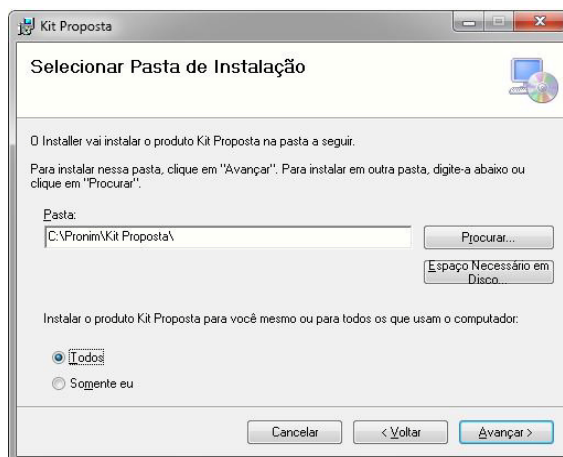 Kit Proposta
Selecionar Pasta de Instalação
O Installer vai instalar o produto Kit Proposta na pasta a seguir.
Para instalar nessa pasta, clique em "Avançar". Para instalar em outra pasta, digite-a abaixo ou
clique em "Procurar".
Pasta:
C:\Pronim\Kit Proposta\
Procurar...
Espaço Necessário em
Disco...
Instalar o produto Kit Proposta para você mesmo ou para todos os que usam o computador:
Todos
Somente eu
Cancelar
< Voltar
Avançar >